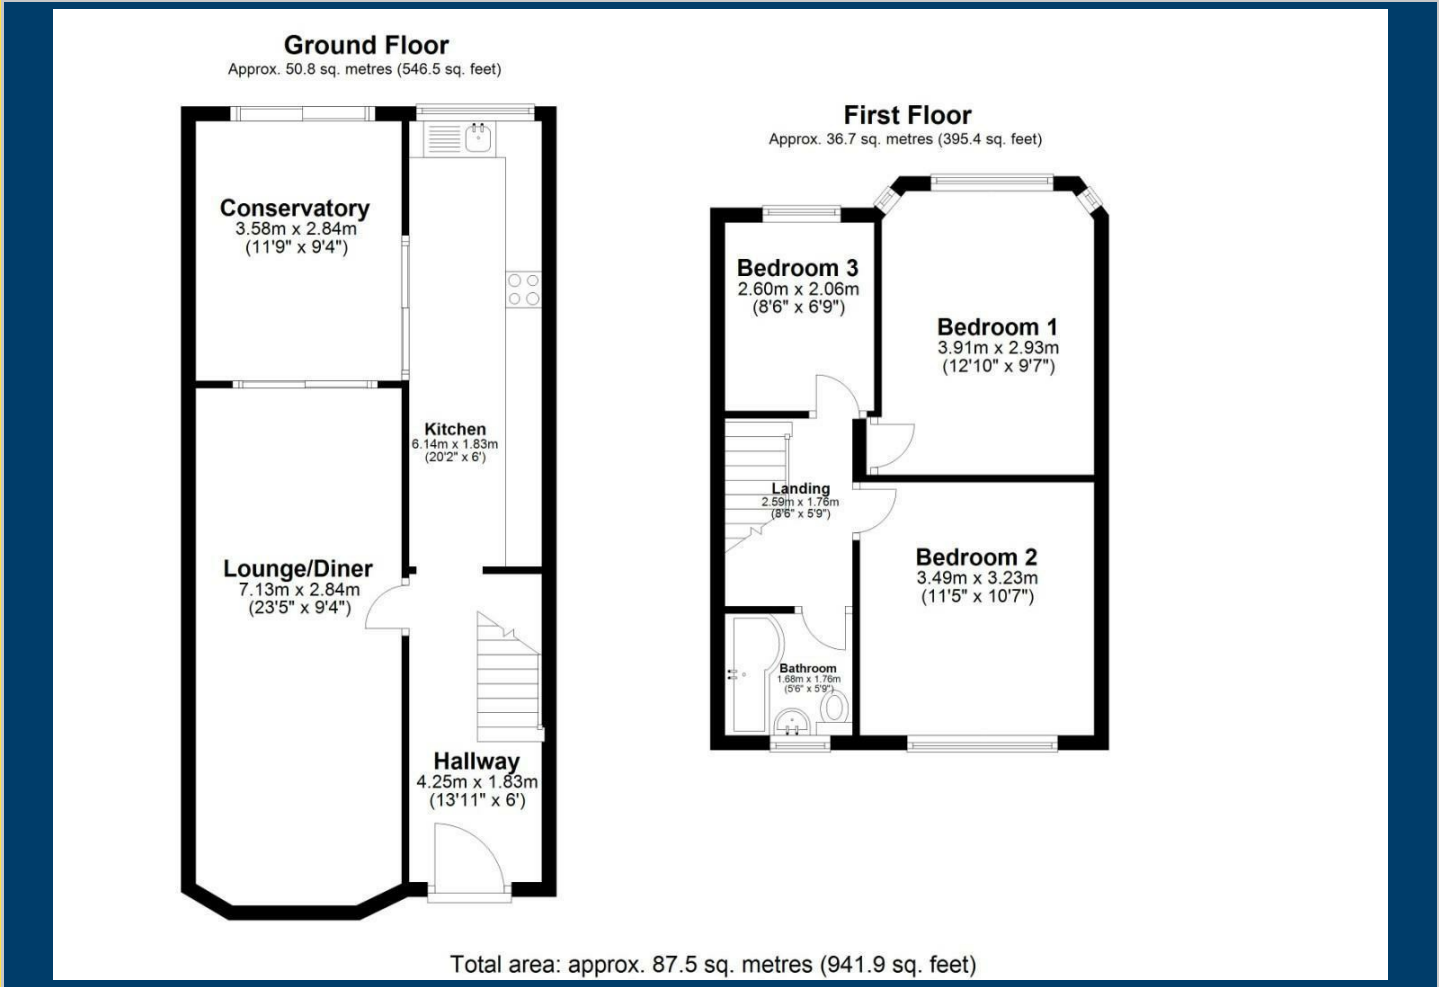 Ground Floor
Approx. 50.8 sq. metres (546.5 sq. feet)
Conservatory
3.58m x 2.84m
(11'9" x 9'4")
Kitchen
6.14m x 1.83m
(20'2" x 6')
Lounge/Diner
7.13m x 2.84m
(23'5" x 9'4")
Hallway
4.25m x 1.83m
(13'11" x 6')
First Floor
Approx. 36.7 sq. metres (395.4 sq. feet)
Bedroom 3
2.60m x 2.06m
(8'6" x 6'9")
Bedroom 1
3.91m x 2.93m
(12'10" x 9'7")
Landing
2.59m x 1.76m
(8'6" x 5'9")
Bedroom 2
3.49m x 3.23m
(11'5" x 10'7")
Bathroom
1.68m x 1.76m
(5'6" x 5'9")
Total area: approx. 87.5 sq. metres (941.9 sq. feet)